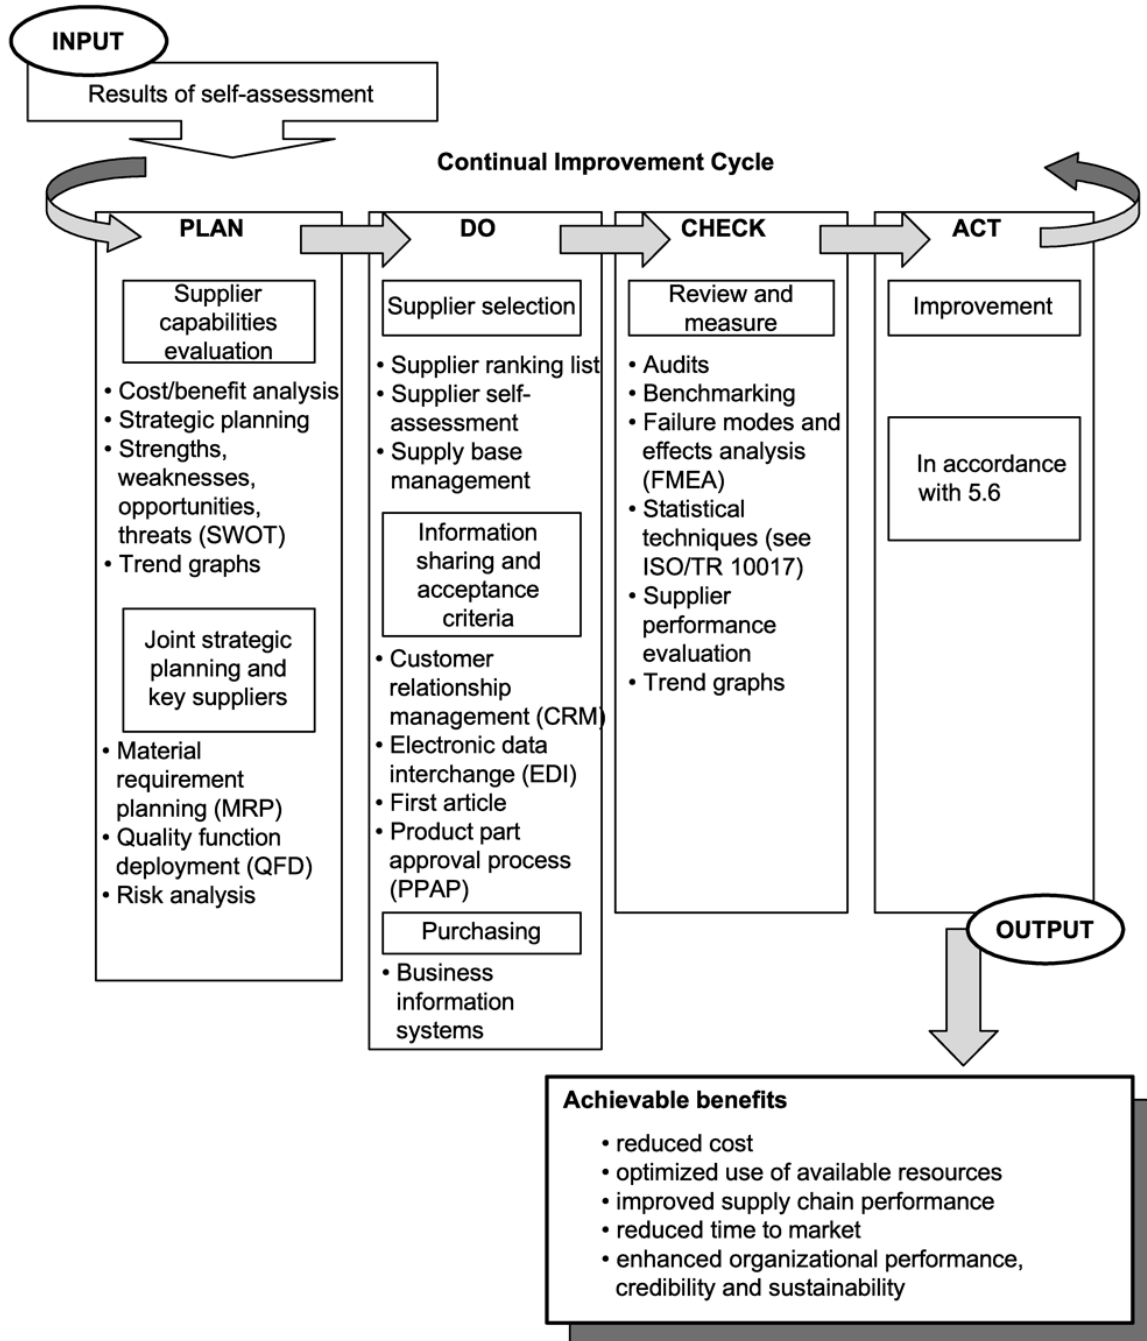 INPUT
Results of self-assessment
Continual Improvement Cycle
PLAN
Supplier
capabilities
evaluation
• Cost/benefit analysis
• Strategic planning
• Strengths,
weaknesses,
opportunities,
threats (SWOT)
• Trend graphs
Joint strategic
planning and
key suppliers
• Material
requirement
planning (MRP)
• Quality function
deployment (QFD)
• Risk analysis
DO
Supplier selection
• Supplier ranking list
• Supplier self-
assessment
• Supply base
management
Information
sharing and
acceptance
criteria
• Customer
relationship
management (CRM)
• Electronic data
interchange (EDI)
• First article
• Product part
approval process
(PPAP)
Purchasing
• Business
information
systems
CHECK
Review and
measure
• Audits
• Benchmarking
• Failure modes and
effects analysis
(FMEA)
• Statistical
techniques (see
ISO/TR 10017)
• Supplier
performance
evaluation
• Trend graphs
ACT
Improvement
In accordance
with 5.6
OUTPUT
Achievable benefits
• reduced cost
• optimized use of available resources
• improved supply chain performance
• reduced time to market
• enhanced organizational performance,
credibility and sustainability